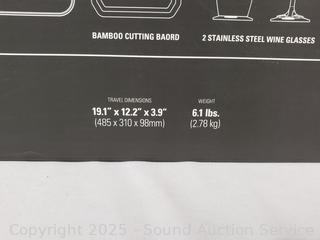 BAMBOO CUTTING BAORD
2 STAINLESS STEEL WINE GLASSES
TRAVEL DIMENSIONS
19.1" x 12.2" x 3.9"
(485 x 310 x 98mm)
WEIGHT
6.1 lbs.
(2.78 kg)
Copyright 2025 - Sound Auction Service